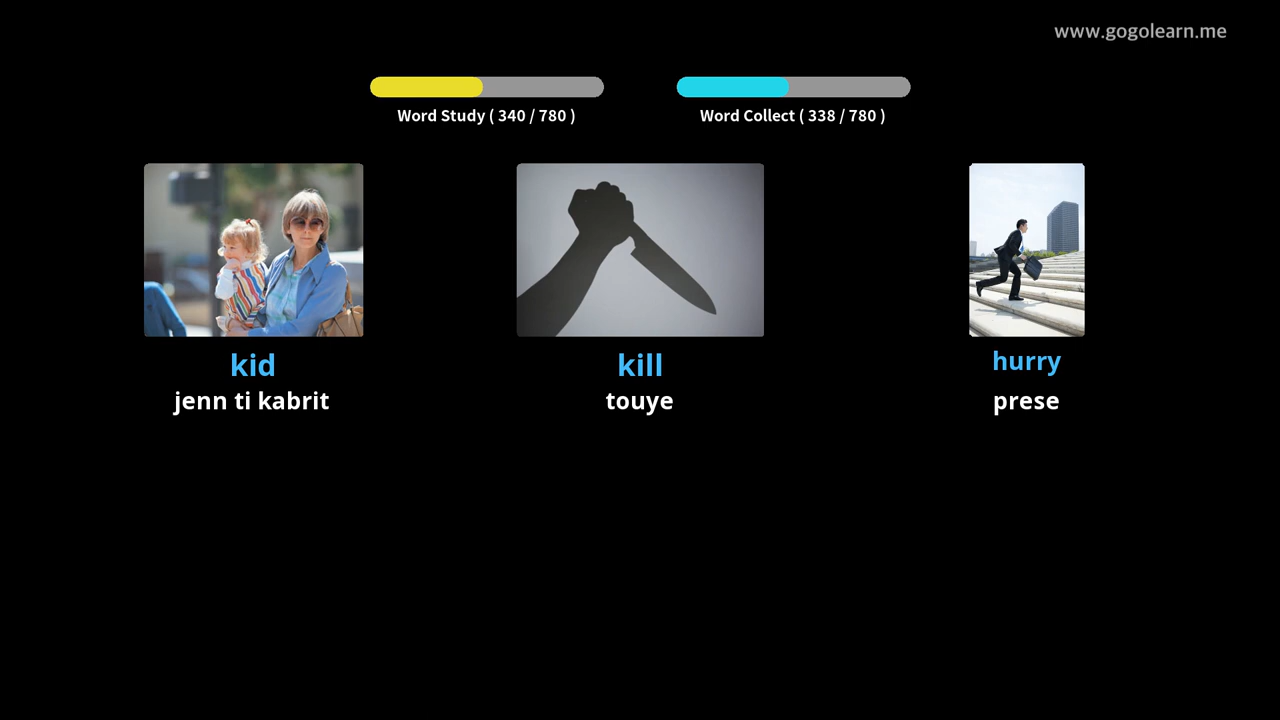 www.gogolearn.me
Word Study ( 340 / 780 )
Word Collect ( 338 / 780 )
kid
jenn ti kabrit
kill
touye
hurry
prese